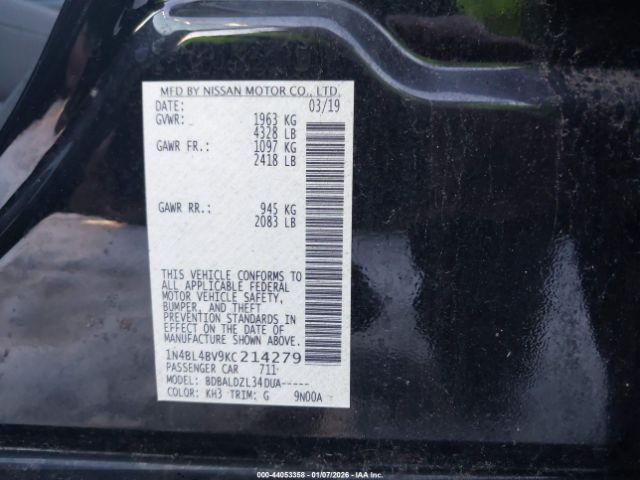 MFD BY NISSAN MOTOR CO., LTD.
DATE: 03/19
GVWR: 1963 KG
4328 LB
GAWR FR.: 1097 KG
2418 LB
GAWR RR.: 945 KG
2083 LB
THIS VEHICLE CONFORMS TO
ALL APPLICABLE FEDERAL
MOTOR VEHICLE SAFETY,
BUMPER, AND THEFT
PREVENTION STANDARDS IN
EFFECT ON THE DATE OF
MANUFACTURE SHOWN ABOVE.
1N4BL4BV9KC214279
PASSENGER CAR 711
MODEL: BDBALDZL34DUA-----
COLOR: KH3 TRIM: G 9N00A
000-44053358 - 01/07/2026 - IAA Inc.